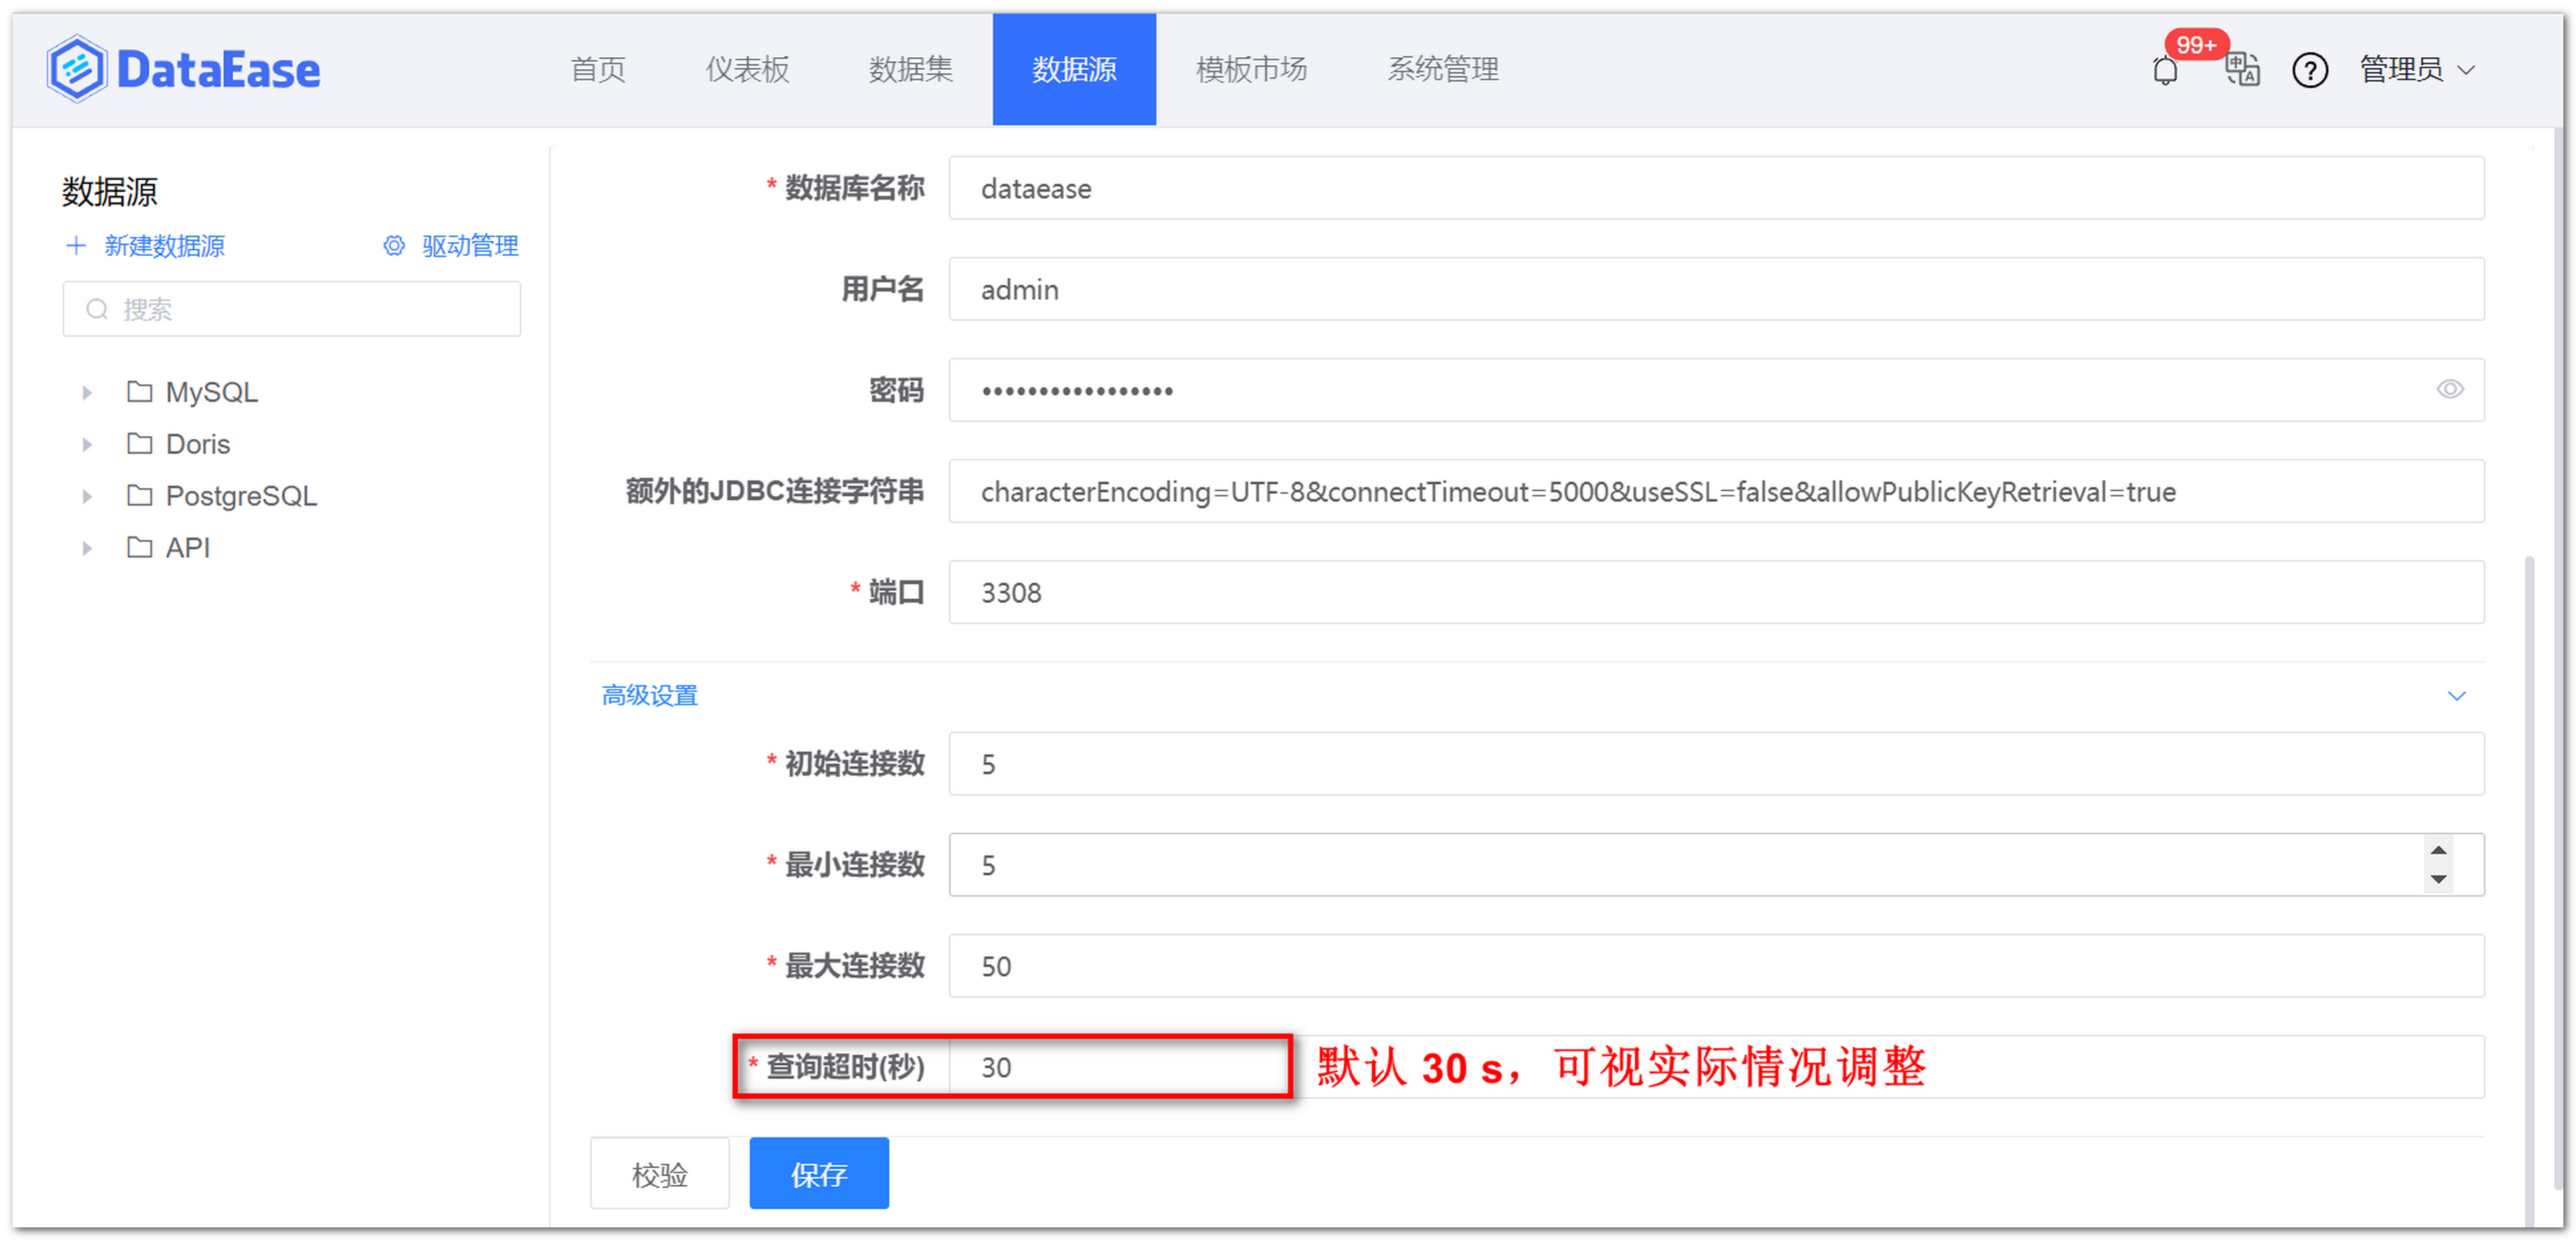 DataEase 首页 仪表板 数据集 数据源 模板市场 系统管理 99+ 中 A ? 管理员
数据源
新建数据源 驱动管理
搜索
MySQL
Doris
PostgreSQL
API
* 数据库名称 dataease
用户名 admin
密码 •••••••••••••••••
额外的JDBC连接字符串 characterEncoding=UTF-8&connectTimeout=5000&useSSL=false&allowPublicKeyRetrieval=true
* 端口 3308
高级设置
* 初始连接数 5
* 最小连接数 5
* 最大连接数 50
* 查询超时(秒) 30 默认 30 s，可视实际情况调整
校验 保存